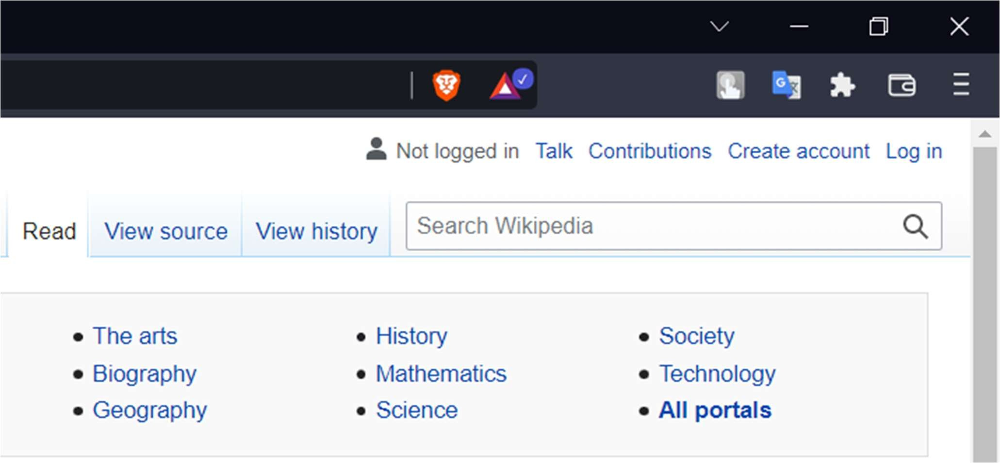 Not logged in Talk Contributions Create account Log in
Read View source View history Search Wikipedia
The arts History Society
Biography Mathematics Technology
Geography Science All portals